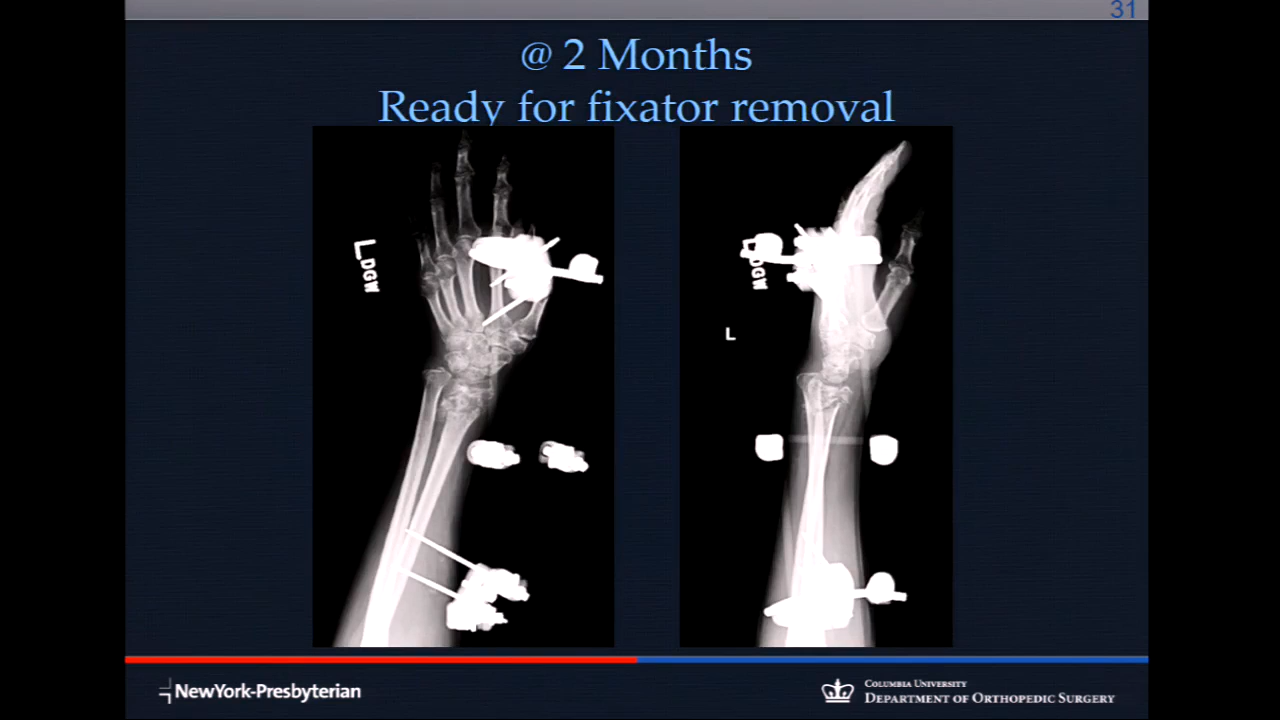 31
@ 2 Months
Ready for fixator removal
L DGW
L DGW
L
NewYork-Presbyterian
Columbia University
Department of Orthopedic Surgery